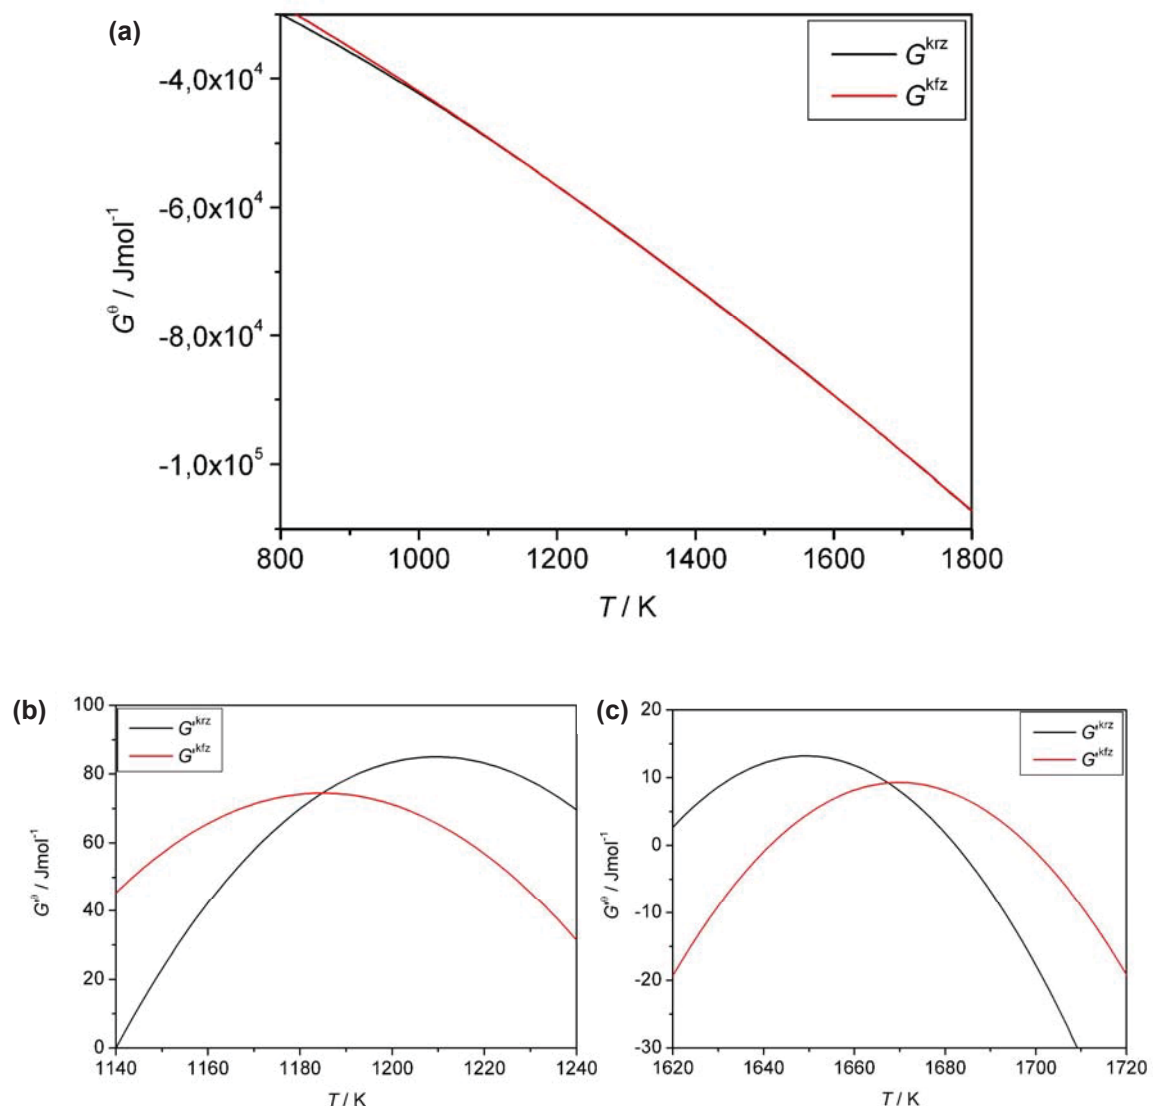 (a)
G^krz
G^kfz
-4,0x10^4
-6,0x10^4
-8,0x10^4
-1,0x10^5
G^θ / Jmol^-1
800 1000 1200 1400 1600 1800
T / K
(b)
G'^krz
G'^kfz
100
80
60
40
20
0
G'^θ / Jmol^-1
1140 1160 1180 1200 1220 1240
T / K
(c)
G'^krz
G'^kfz
20
10
0
-10
-20
-30
G'^θ / Jmol^-1
1620 1640 1660 1680 1700 1720
T / K